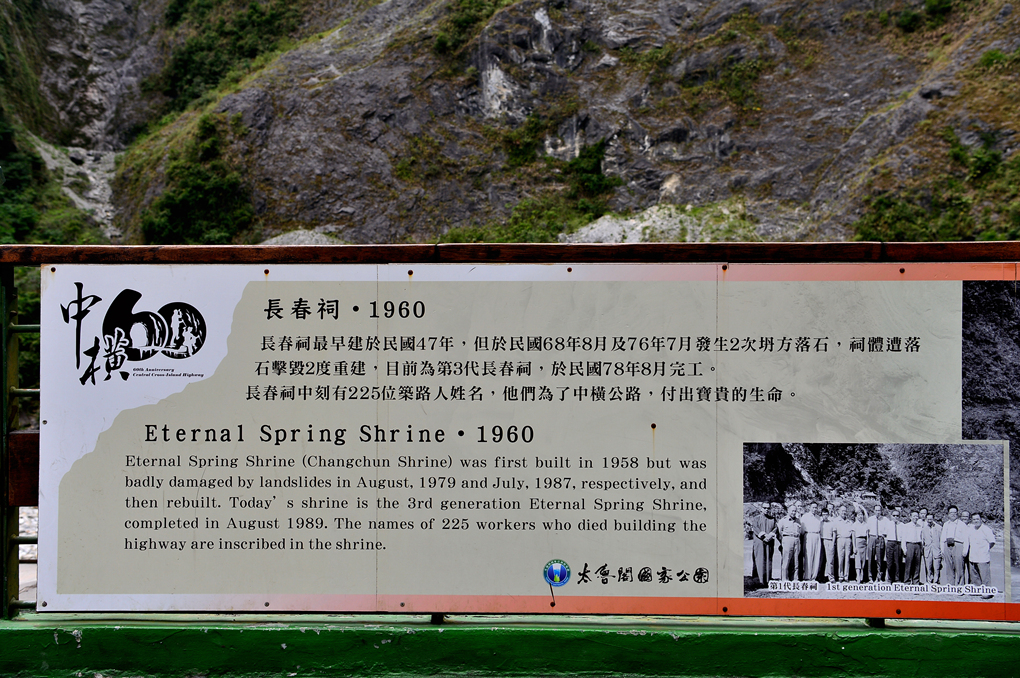 中橫60
60th Anniversary
Central Cross-Island Highway
長春祠・1960
長春祠最早建於民國47年，但於民國68年8月及76年7月發生2次坍方落石，祠體遭落
石擊毀2度重建，目前為第3代長春祠，於民國78年8月完工。
長春祠中刻有225位築路人姓名，他們為了中橫公路，付出寶貴的生命。
Eternal Spring Shrine・1960
Eternal Spring Shrine (Changchun Shrine) was first built in 1958 but was
badly damaged by landslides in August, 1979 and July, 1987, respectively, and
then rebuilt. Today’s shrine is the 3rd generation Eternal Spring Shrine,
completed in August 1989. The names of 225 workers who died building the
highway are inscribed in the shrine.
太魯閣國家公園
第1代長春祠 1st generation Eternal Spring Shrine